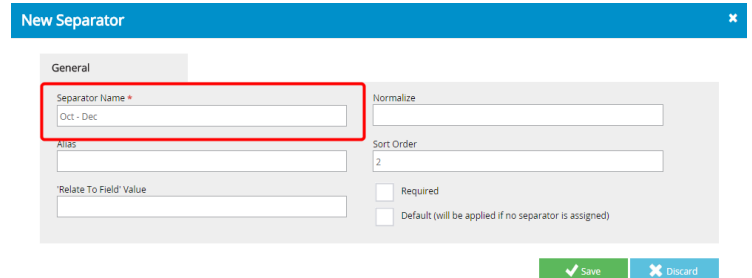 New Separator
General
Separator Name *
Oct - Dec
Normalize
Alias
Sort Order
2
'Relate To Field' Value
Required
Default (will be applied if no separator is assigned)
Save
Discard